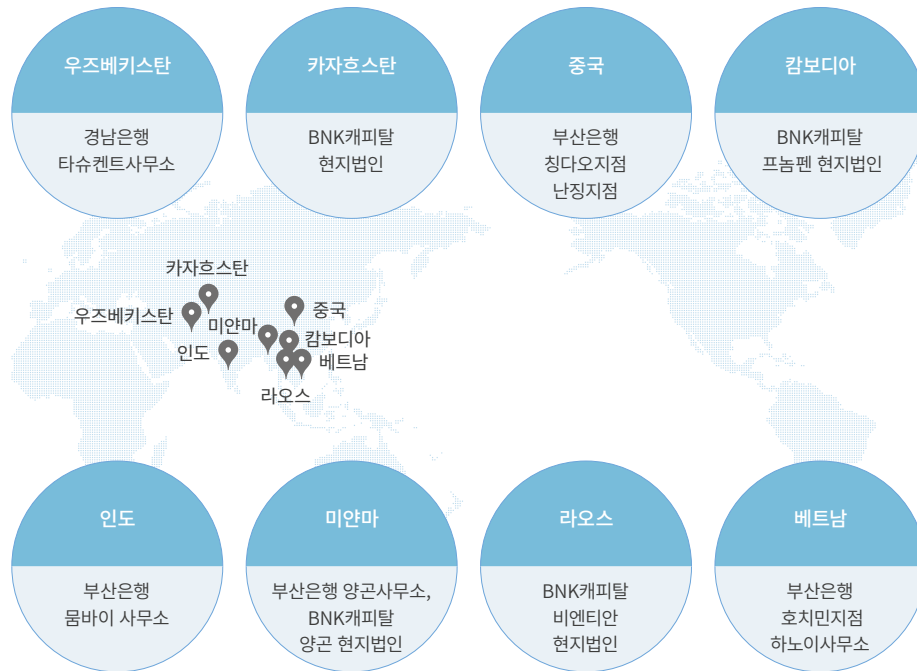 우즈베키스탄
경남은행
타슈켄트사무소
카자흐스탄
BNK캐피탈
현지법인
중국
부산은행
칭다오지점
난징지점
캄보디아
BNK캐피탈
프놈펜 현지법인
카자흐스탄
우즈베키스탄
미얀마
중국
인도
캄보디아
베트남
라오스
인도
부산은행
뭄바이 사무소
미얀마
부산은행 양곤사무소,
BNK캐피탈
양곤 현지법인
라오스
BNK캐피탈
비엔티안
현지법인
베트남
부산은행
호치민지점
하노이사무소